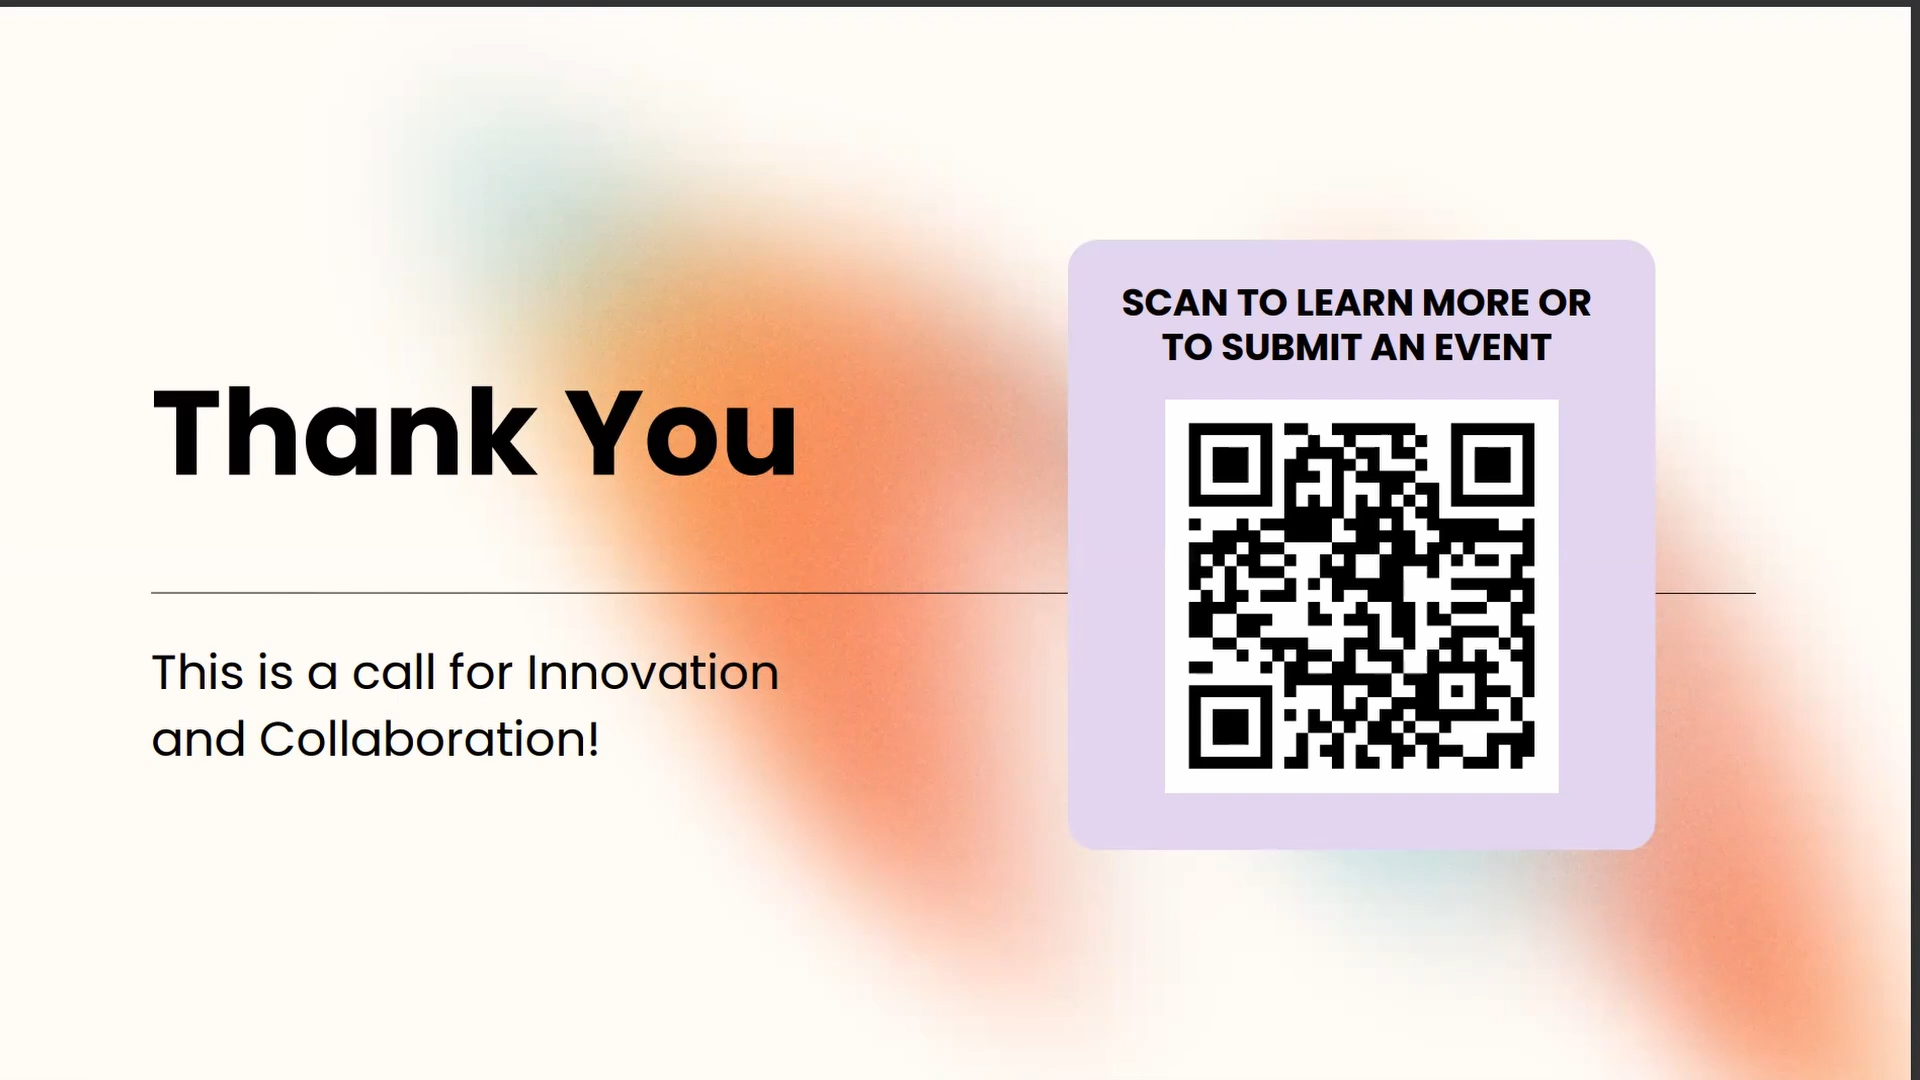 Thank You
This is a call for Innovation
and Collaboration!
SCAN TO LEARN MORE OR
TO SUBMIT AN EVENT